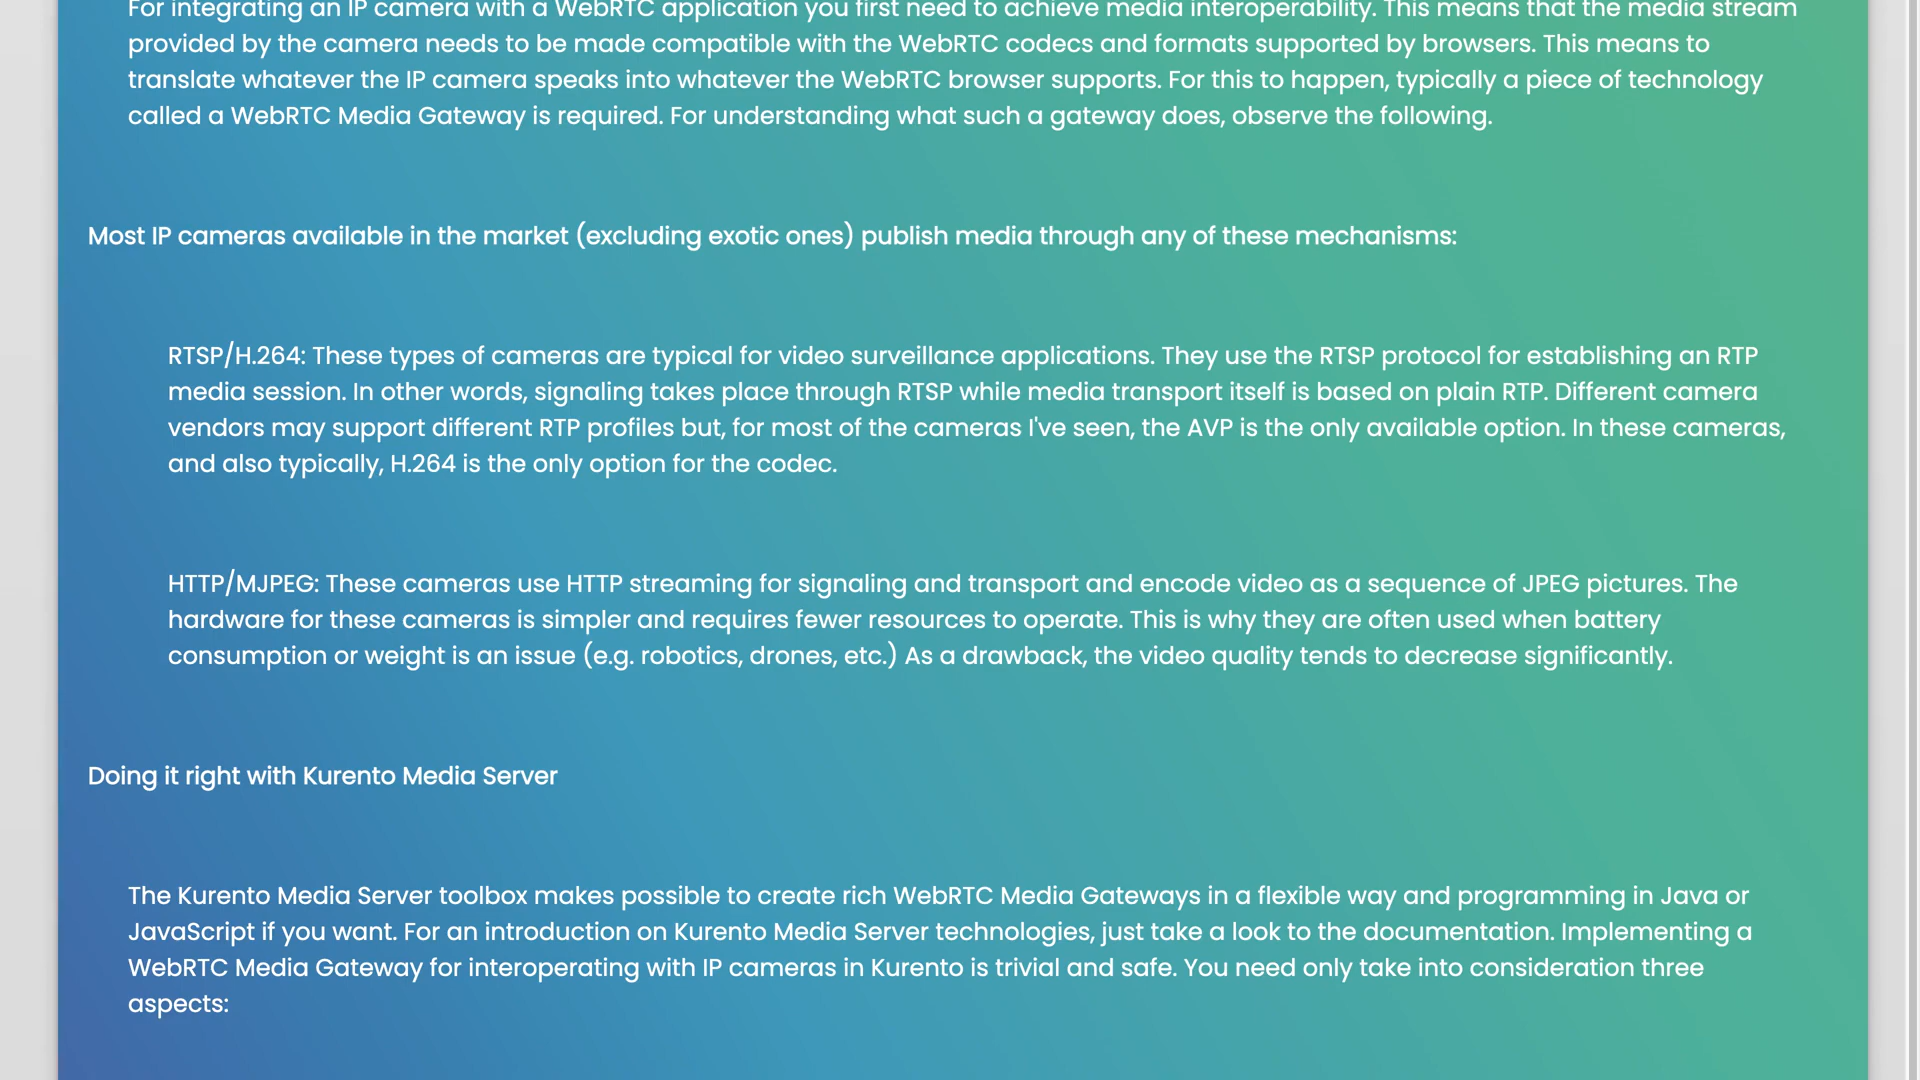 For integrating an IP camera with a WebRTC application you first need to achieve media interoperability. This means that the media stream
provided by the camera needs to be made compatible with the WebRTC codecs and formats supported by browsers. This means to
translate whatever the IP camera speaks into whatever the WebRTC browser supports. For this to happen, typically a piece of technology
called a WebRTC Media Gateway is required. For understanding what such a gateway does, observe the following.
Most IP cameras available in the market (excluding exotic ones) publish media through any of these mechanisms:
RTSP/H.264: These types of cameras are typical for video surveillance applications. They use the RTSP protocol for establishing an RTP
media session. In other words, signaling takes place through RTSP while media transport itself is based on plain RTP. Different camera
vendors may support different RTP profiles but, for most of the cameras I've seen, the AVP is the only available option. In these cameras,
and also typically, H.264 is the only option for the codec.
HTTP/MJPEG: These cameras use HTTP streaming for signaling and transport and encode video as a sequence of JPEG pictures. The
hardware for these cameras is simpler and requires fewer resources to operate. This is why they are often used when battery
consumption or weight is an issue (e.g. robotics, drones, etc.) As a drawback, the video quality tends to decrease significantly.
Doing it right with Kurento Media Server
The Kurento Media Server toolbox makes possible to create rich WebRTC Media Gateways in a flexible way and programming in Java or
JavaScript if you want. For an introduction on Kurento Media Server technologies, just take a look to the documentation. Implementing a
WebRTC Media Gateway for interoperating with IP cameras in Kurento is trivial and safe. You need only take into consideration three
aspects: